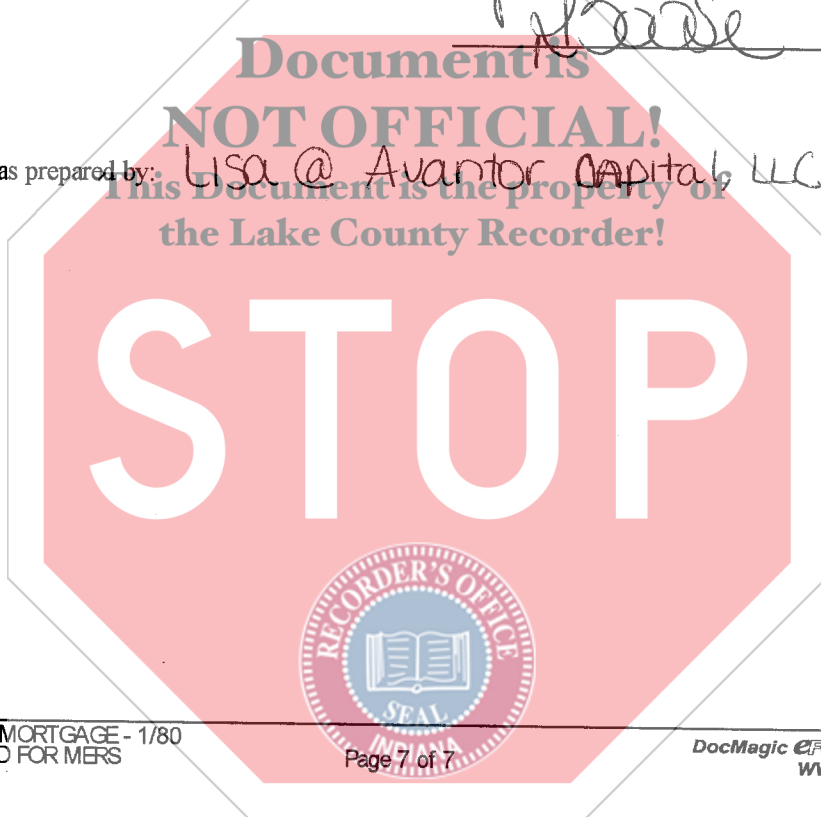 Document is
NOT OFFICIAL!
as prepared by: Lisa @ Avantor CAPital, LLC.
This Document is the property of
the Lake County Recorder!
STOP
RECORDER'S OFFICE
SEAL
INDIANA
MORTGAGE - 1/80
D FOR MERS
Page 7 of 7
DocMagic